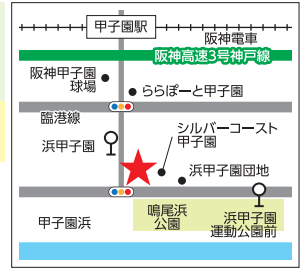 甲子園駅
阪神電車
阪神高速3号神戸線
阪神甲子園
球場
ららぽーと甲子園
臨港線
シルバーコースト
甲子園
浜甲子園
浜甲子園団地
甲子園浜
鳴尾浜
公園
浜甲子園
運動公園前